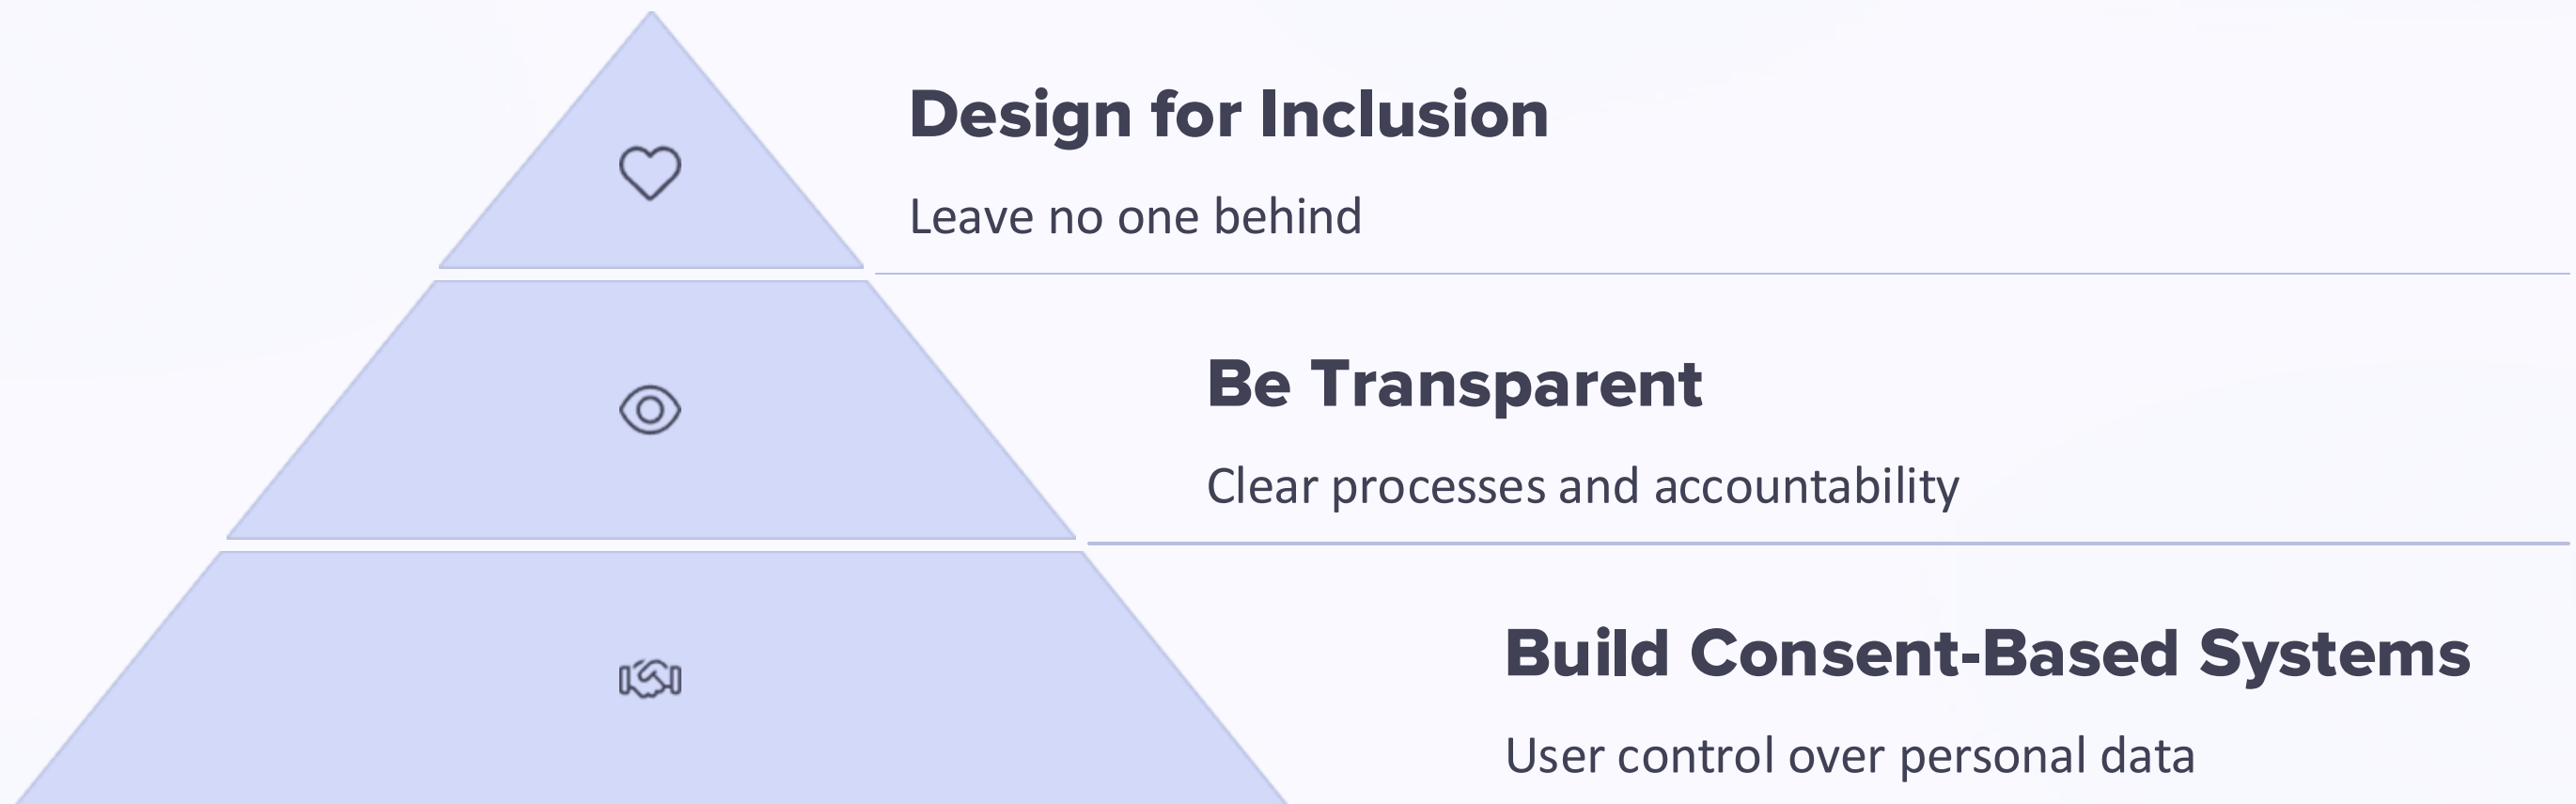 Design for Inclusion
Leave no one behind
Be Transparent
Clear processes and accountability
Build Consent-Based Systems
User control over personal data